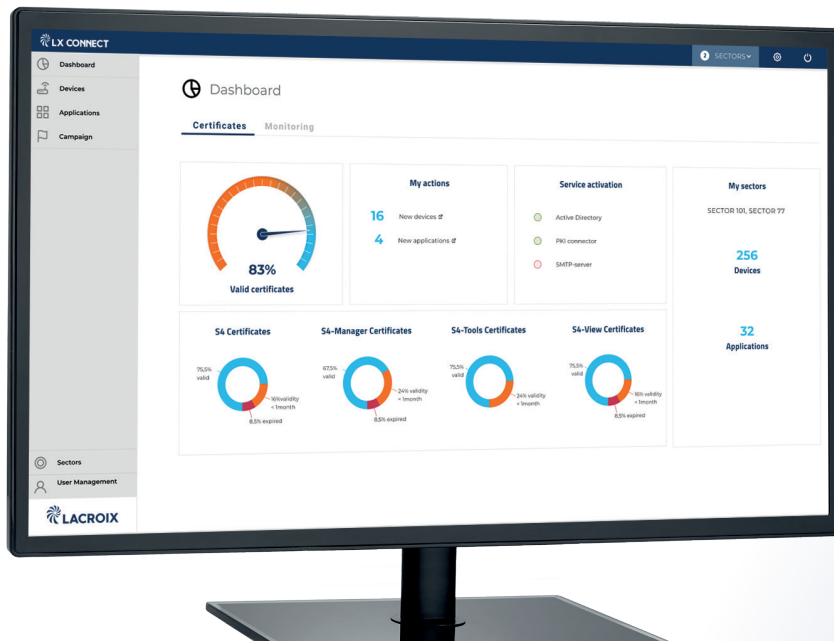 LX CONNECT
2 SECTORS
Dashboard
Devices
Applications
Campaign
Sectors
User Management
LACROIX
Dashboard
Certificates Monitoring
83%
Valid certificates
My actions
16 New devices
4 New applications
Service activation
Active Directory
PKI connector
SMTP-server
My sectors
SECTOR 101, SECTOR 77
256
Devices
32
Applications
S4 Certificates
75,5%
valid
16%validity
< 1month
8,5% expired
S4-Manager Certificates
67,5%
valid
24% validity
< 1month
8,5% expired
S4-Tools Certificates
75,5%
valid
24% validity
< 1month
S4-View Certificates
75,5%
valid
16% validity
< 1month
8,5% expired